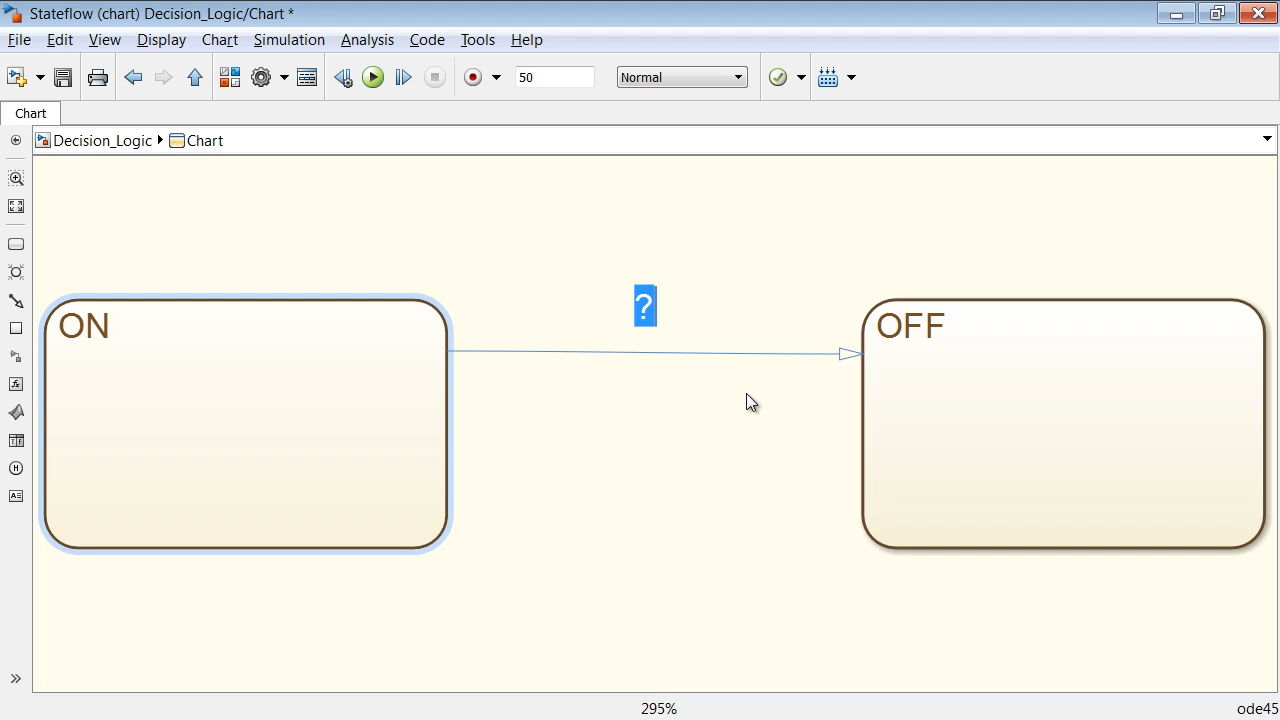 Stateflow (chart) Decision_Logic/Chart *
File Edit View Display Chart Simulation Analysis Code Tools Help
50 Normal
Chart
Decision_Logic Chart
?
ON OFF
295% ode45